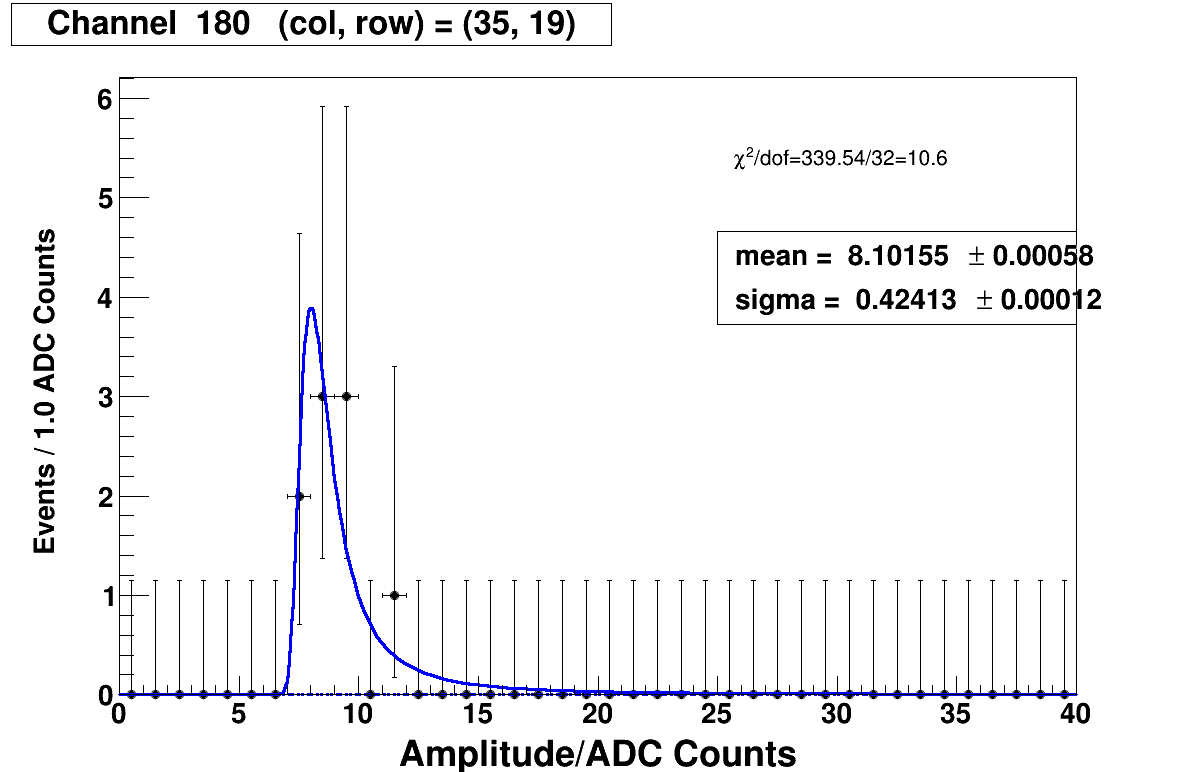 Channel 180 (col, row) = (35, 19)
6
5
4
3
2
1
0
Events / 1.0 ADC Counts
χ²/dof=339.54/32=10.6
mean = 8.10155 ± 0.00058
sigma = 0.42413 ± 0.00012
0 5 10 15 20 25 30 35 40
Amplitude/ADC Counts